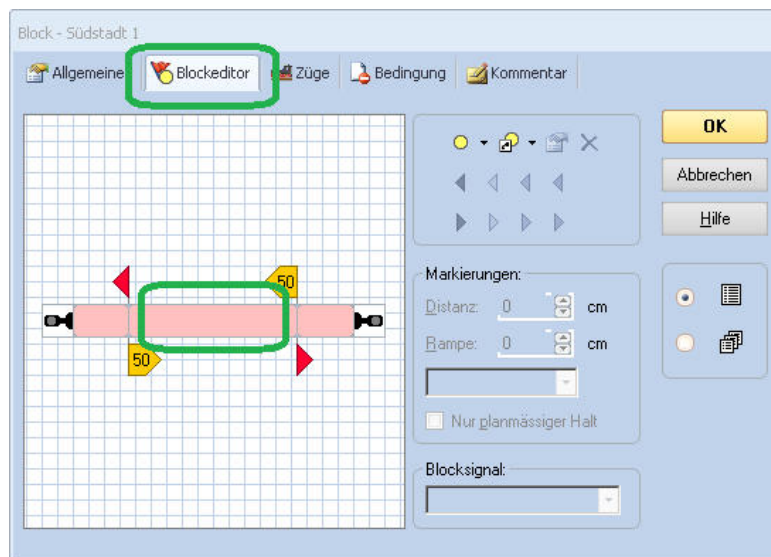 Block - Südstadt 1
Allgemeine Blockeditor Züge Bedingung Kommentar
OK
Abbrechen
Hilfe
50
50
Markierungen:
Distanz: 0 cm
Rampe: 0 cm
Nur planmässiger Halt
Blocksignal: